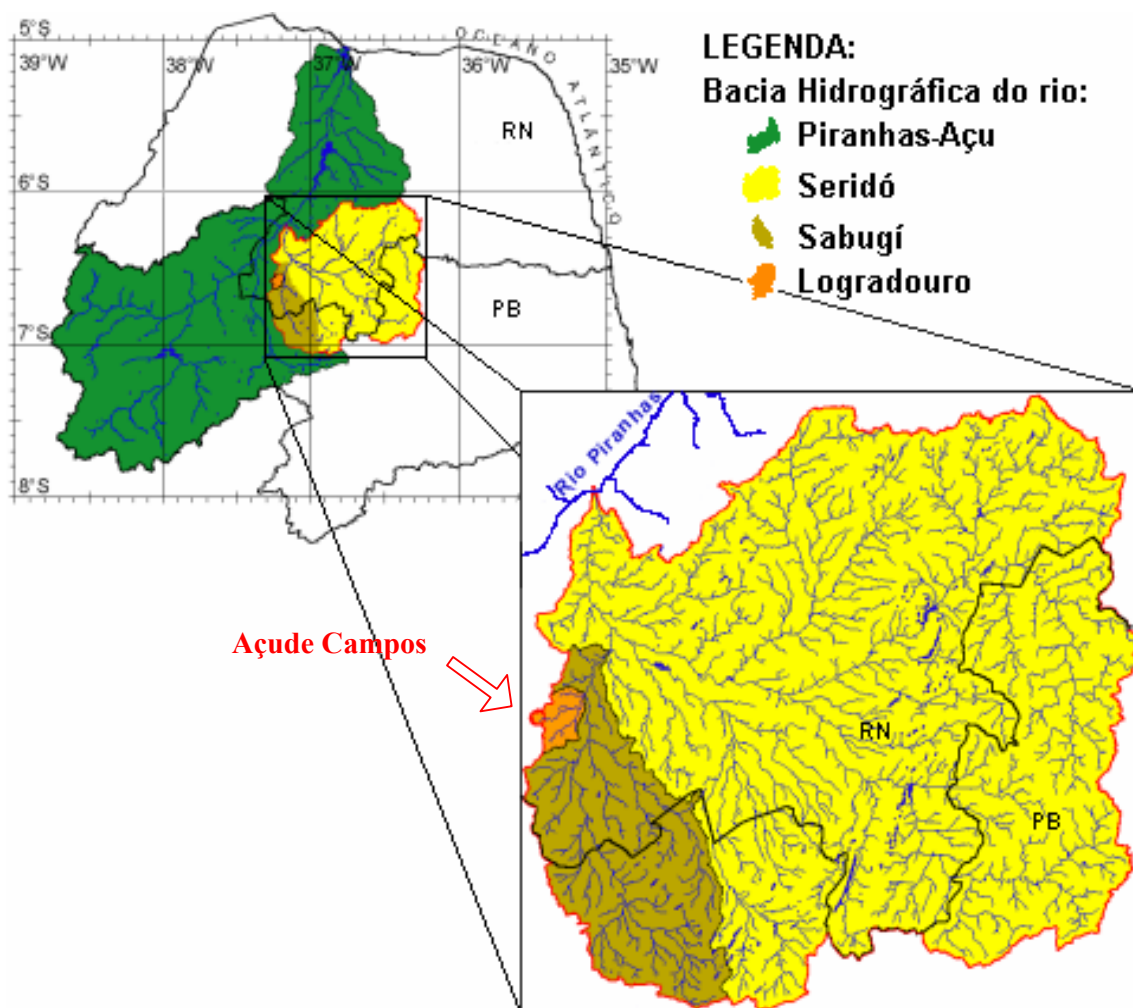 5°S
39°W
38°W
37°W
36°W
35°W
OCEANO ATLÂNTICO
RN
6°S
PB
7°S
8°S
LEGENDA:
Bacia Hidrográfica do rio:
Piranhas-Açu
Seridó
Sabugí
Logradouro
Rio Piranhas
Açude Campos
RN
PB